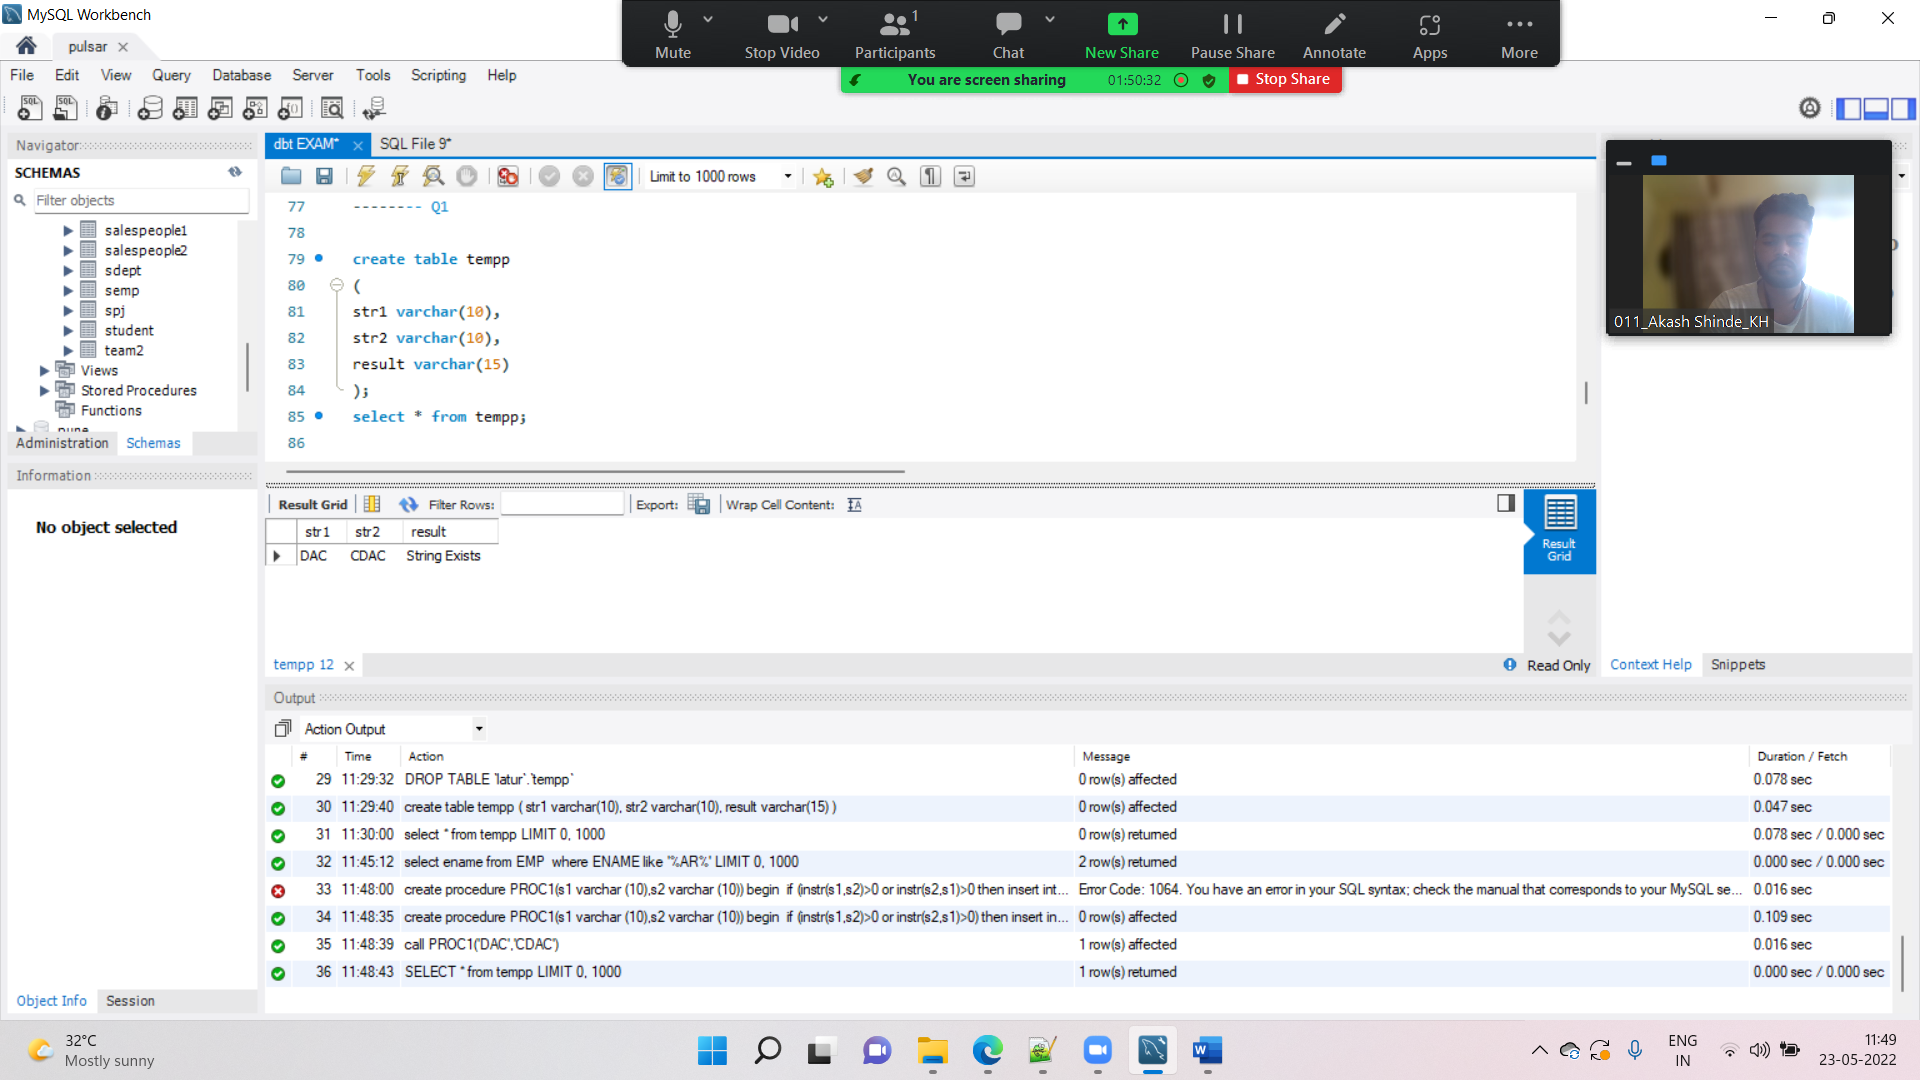 MySQL Workbench
pulsar
File Edit View Query Database Server Tools Scripting Help
Mute Stop Video Participants 1 Chat New Share Pause Share Annotate Apps More
You are screen sharing 01:50:32 Stop Share
Navigator
SCHEMAS
Filter objects
salespeople1
salespeople2
sdept
semp
spj
student
team2
Views
Stored Procedures
Functions
pune
Administration Schemas
Information
No object selected
Object Info Session
dbt EXAM* SQL File 9*
Limit to 1000 rows
77 -------- Q1
78
79 create table tempp
80 (
81 str1 varchar(10),
82 str2 varchar(10),
83 result varchar(15)
84 );
85 select * from tempp;
86
Result Grid Filter Rows: Export: Wrap Cell Content:
str1 str2 result
DAC CDAC String Exists
Result
Grid
tempp 12
Read Only
011_Akash Shinde_KH
Context Help Snippets
Output
Action Output
# Time Action Message Duration / Fetch
29 11:29:32 DROP TABLE `latur`.`tempp` 0 row(s) affected 0.078 sec
30 11:29:40 create table tempp ( str1 varchar(10), str2 varchar(10), result varchar(15) ) 0 row(s) affected 0.047 sec
31 11:30:00 select * from tempp LIMIT 0, 1000 0 row(s) returned 0.078 sec / 0.000 sec
32 11:45:12 select ename from EMP where ENAME like '%AR%' LIMIT 0, 1000 2 row(s) returned 0.000 sec / 0.000 sec
33 11:48:00 create procedure PROC1(s1 varchar (10),s2 varchar (10)) begin if (instr(s1,s2)>0 or instr(s2,s1)>0 then insert int... Error Code: 1064. You have an error in your SQL syntax; check the manual that corresponds to your MySQL se... 0.016 sec
34 11:48:35 create procedure PROC1(s1 varchar (10),s2 varchar (10)) begin if (instr(s1,s2)>0 or instr(s2,s1)>0) then insert in... 0 row(s) affected 0.109 sec
35 11:48:39 call PROC1('DAC','CDAC') 1 row(s) affected 0.016 sec
36 11:48:43 SELECT * from tempp LIMIT 0, 1000 1 row(s) returned 0.000 sec / 0.000 sec
32°C
Mostly sunny
ENG
IN
11:49
23-05-2022